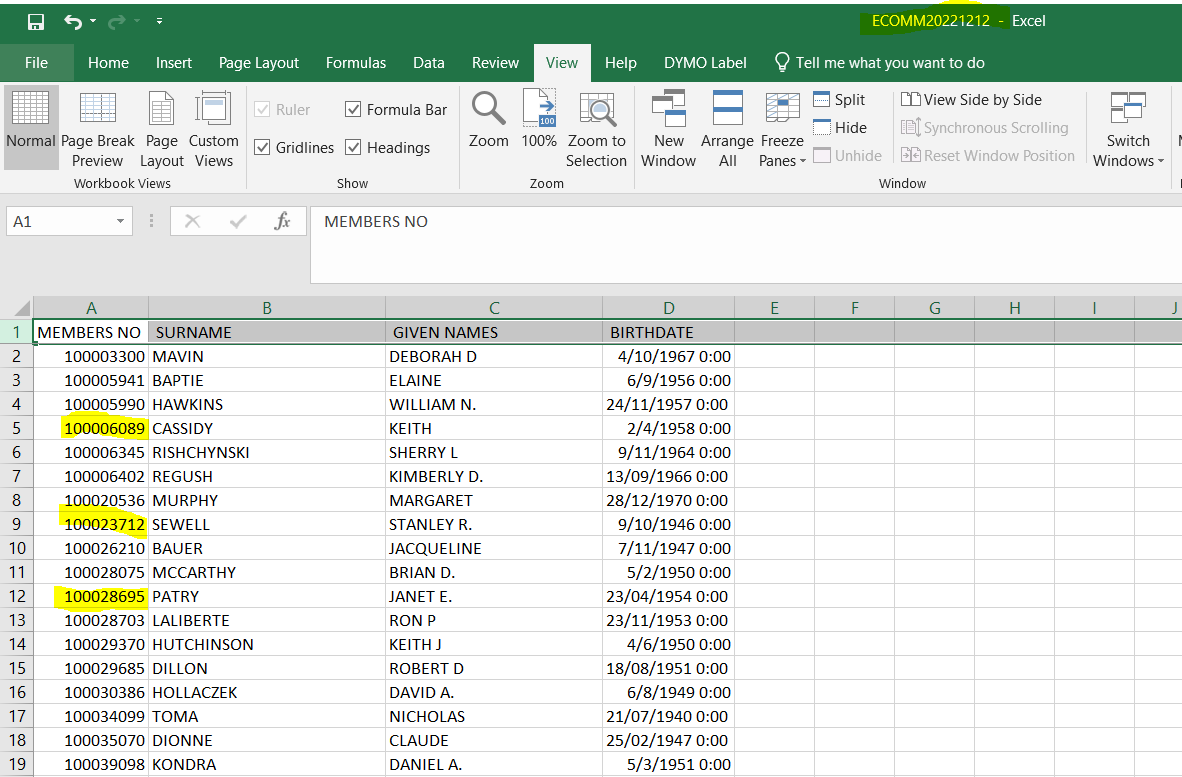 ECOMM20221212 - Excel
File Home Insert Page Layout Formulas Data Review View Help DYMO Label Tell me what you want to do
Normal
Page Break Preview
Page Layout
Custom Views
Workbook Views
Ruler
Formula Bar
Gridlines
Headings
Show
Zoom
100
100%
Zoom to Selection
Zoom
New Window
Arrange All
Freeze Panes
Split
Hide
Unhide
View Side by Side
Synchronous Scrolling
Reset Window Position
Switch Windows
Window
A1 fx MEMBERS NO
A B C D E F G H I J
1 MEMBERS NO SURNAME GIVEN NAMES BIRTHDATE
2 100003300 MAVIN DEBORAH D 4/10/1967 0:00
3 100005941 BAPTIE ELAINE 6/9/1956 0:00
4 100005990 HAWKINS WILLIAM N. 24/11/1957 0:00
5 100006089 CASSIDY KEITH 2/4/1958 0:00
6 100006345 RISHCHYNSKI SHERRY L 9/11/1964 0:00
7 100006402 REGUSH KIMBERLY D. 13/09/1966 0:00
8 100020536 MURPHY MARGARET 28/12/1970 0:00
9 100023712 SEWELL STANLEY R. 9/10/1946 0:00
10 100026210 BAUER JACQUELINE 7/11/1947 0:00
11 100028075 MCCARTHY BRIAN D. 5/2/1950 0:00
12 100028695 PATRY JANET E. 23/04/1954 0:00
13 100028703 LALIBERTE RON P 23/11/1953 0:00
14 100029370 HUTCHINSON KEITH J 4/6/1950 0:00
15 100029685 DILLON ROBERT D 18/08/1951 0:00
16 100030386 HOLLACZEK DAVID A. 6/8/1949 0:00
17 100034099 TOMA NICHOLAS 21/07/1940 0:00
18 100035070 DIONNE CLAUDE 25/02/1947 0:00
19 100039098 KONDRA DANIEL A. 5/3/1951 0:00